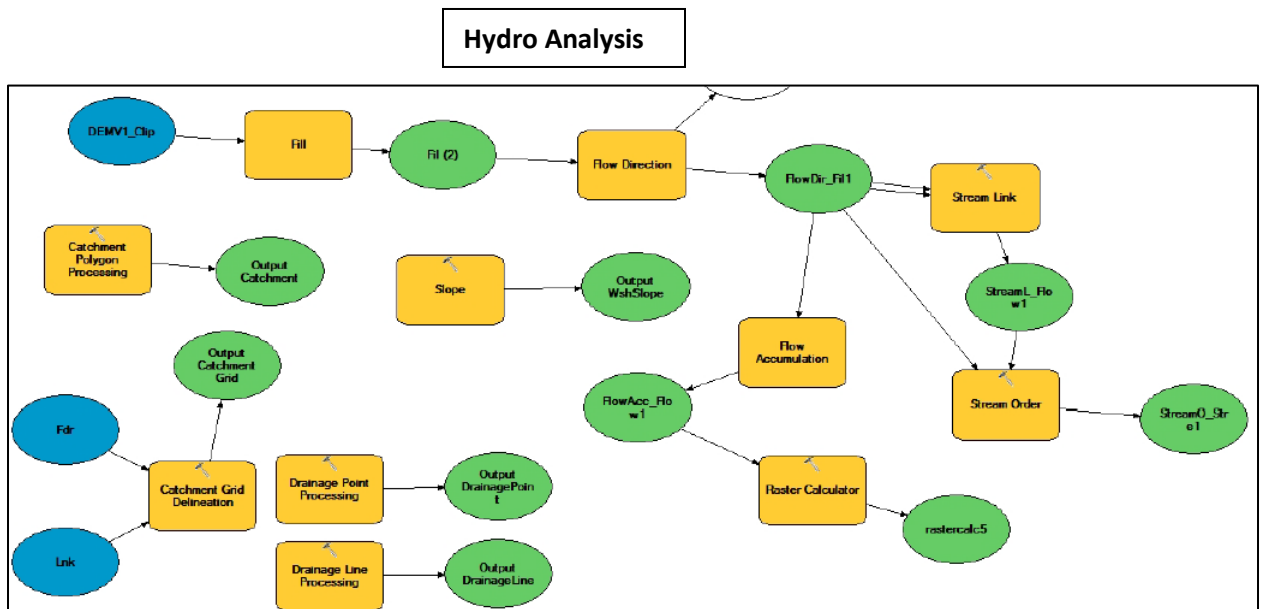 Hydro Analysis
DEMV1_Clip
Fill
Fil (2)
Flow Direction
FlowDir_Fil1
Stream Link
Catchment
Polygon
Processing
Output
Catchment
Slope
Output
WshSlope
StreamL_Flo
w1
Output
Catchment
Grid
Flow
Accumulation
FlowAcc_Flo
w1
Stream Order
StreamO_Stre
1
Fdr
Catchment Grid
Delineation
Drainage Point
Processing
Output
DrainagePoin
t
Raster Calculator
rastercalc5
Lnk
Drainage Line
Processing
Output
DrainageLine